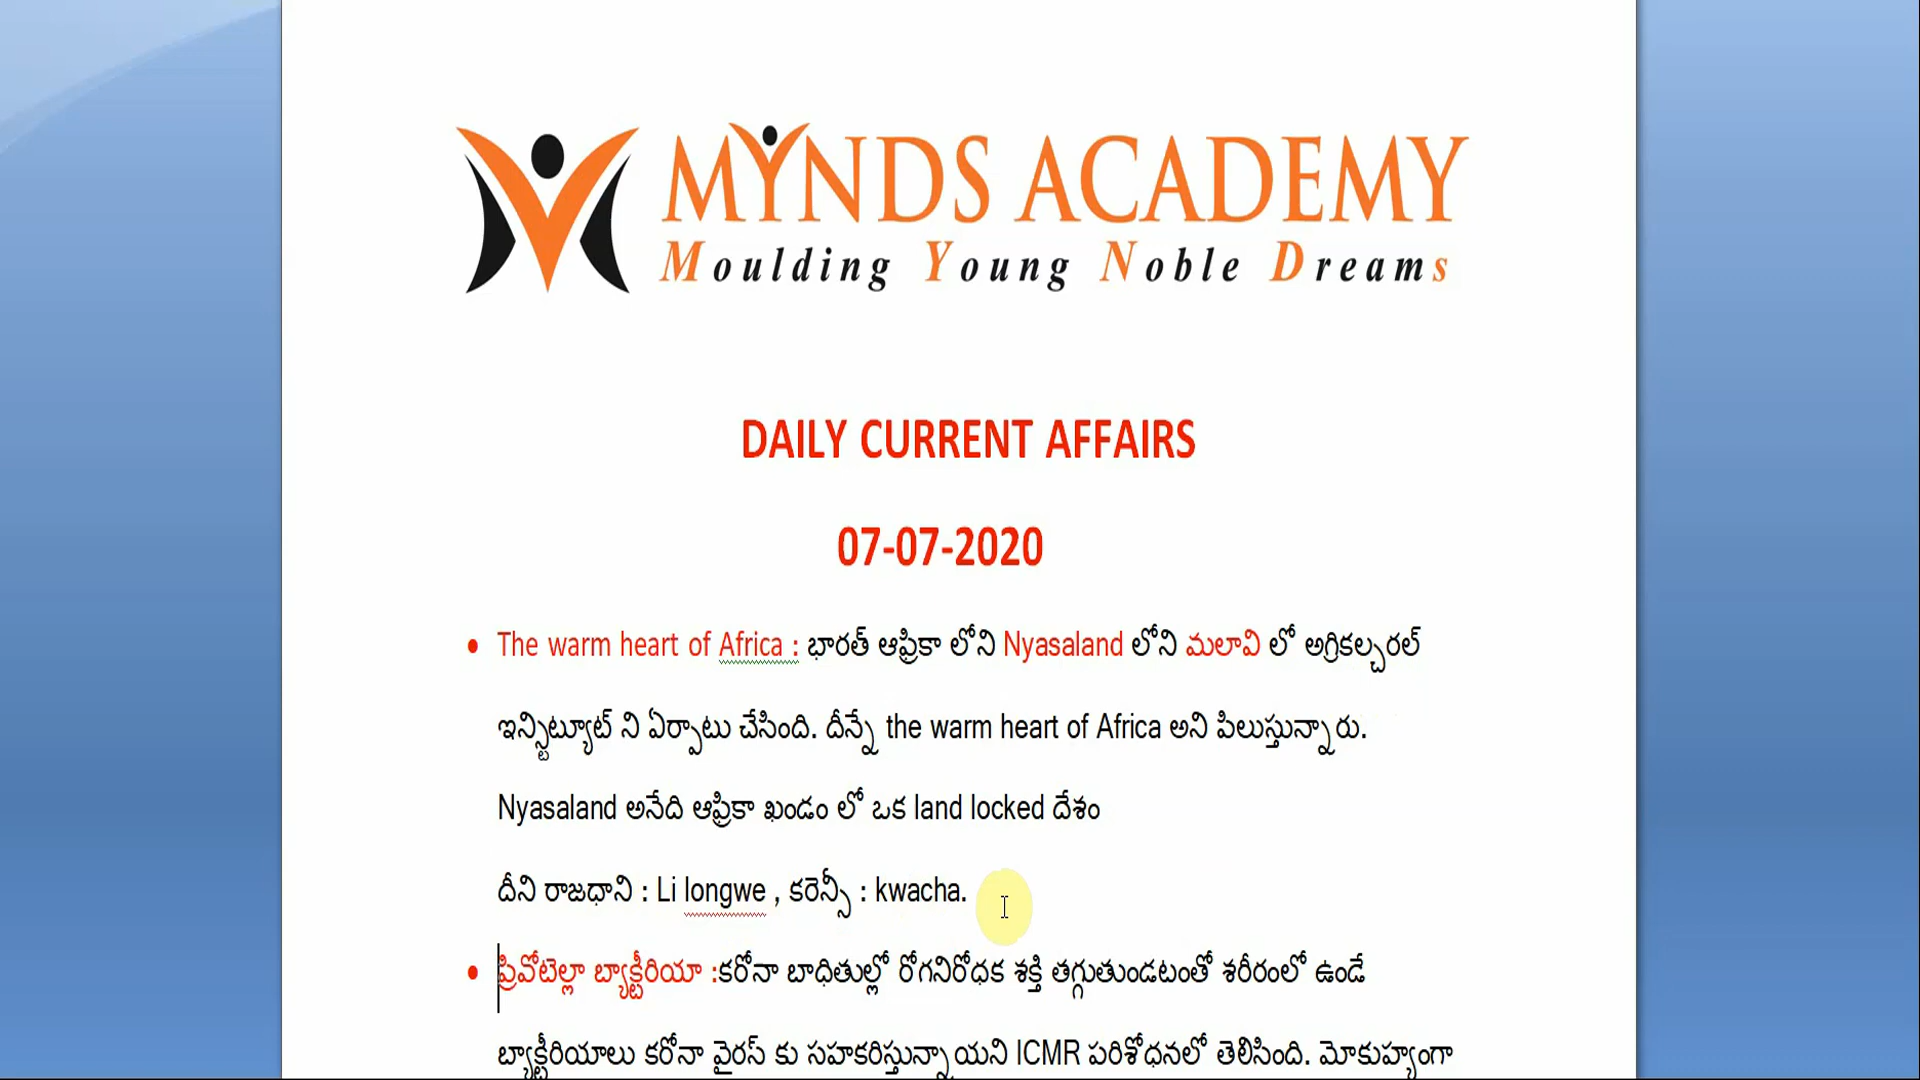 MYNDS ACADEMY
Moulding Young Noble Dreams
DAILY CURRENT AFFAIRS
07-07-2020
• The warm heart of Africa : భారత్ ఆఫ్రికా లోని Nyasaland లోని మలావి లో అగ్రికల్చరల్
ఇన్స్టిట్యూట్ ని ఏర్పాటు చేసింది. దీన్నే the warm heart of Africa అని పిలుస్తున్నారు.
Nyasaland అనేది ఆఫ్రికా ఖండం లో ఒక land locked దేశం
దీని రాజధాని : Li longwe , కరెన్సీ : kwacha.
• ప్రివోటెల్లా బ్యాక్టీరియా :కరోనా బాధితుల్లో రోగనిరోధక శక్తి తగ్గుతుండటంతో శరీరంలో ఉండే
బ్యాక్టీరియాలు కరోనా వైరస్ కు సహకరిస్తున్నాయని ICMR పరిశోధనలో తెలిసింది. మోకుహ్యంగా